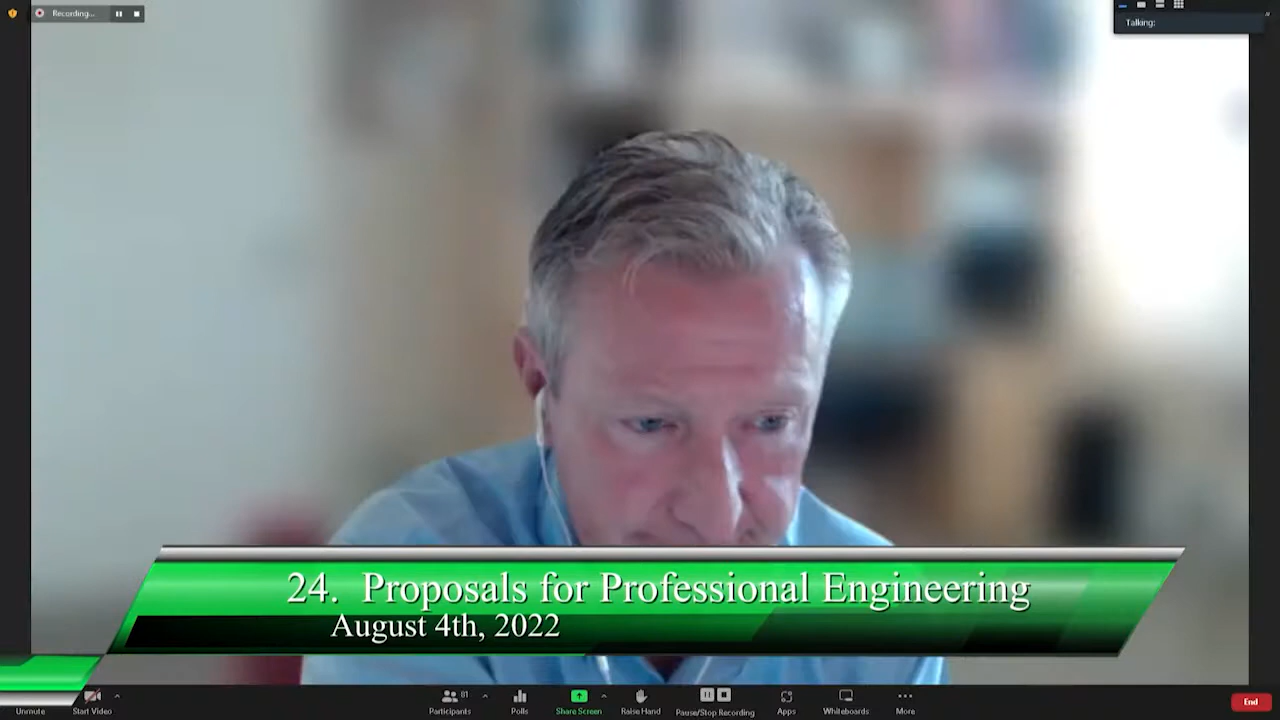 Recording...
Talking:
24. Proposals for Professional Engineering
August 4th, 2022
81
Unmute
Start Video
Participants
Polls
Share Screen
Raise Hand
Pause/Stop Recording
Apps
Whiteboards
More
End